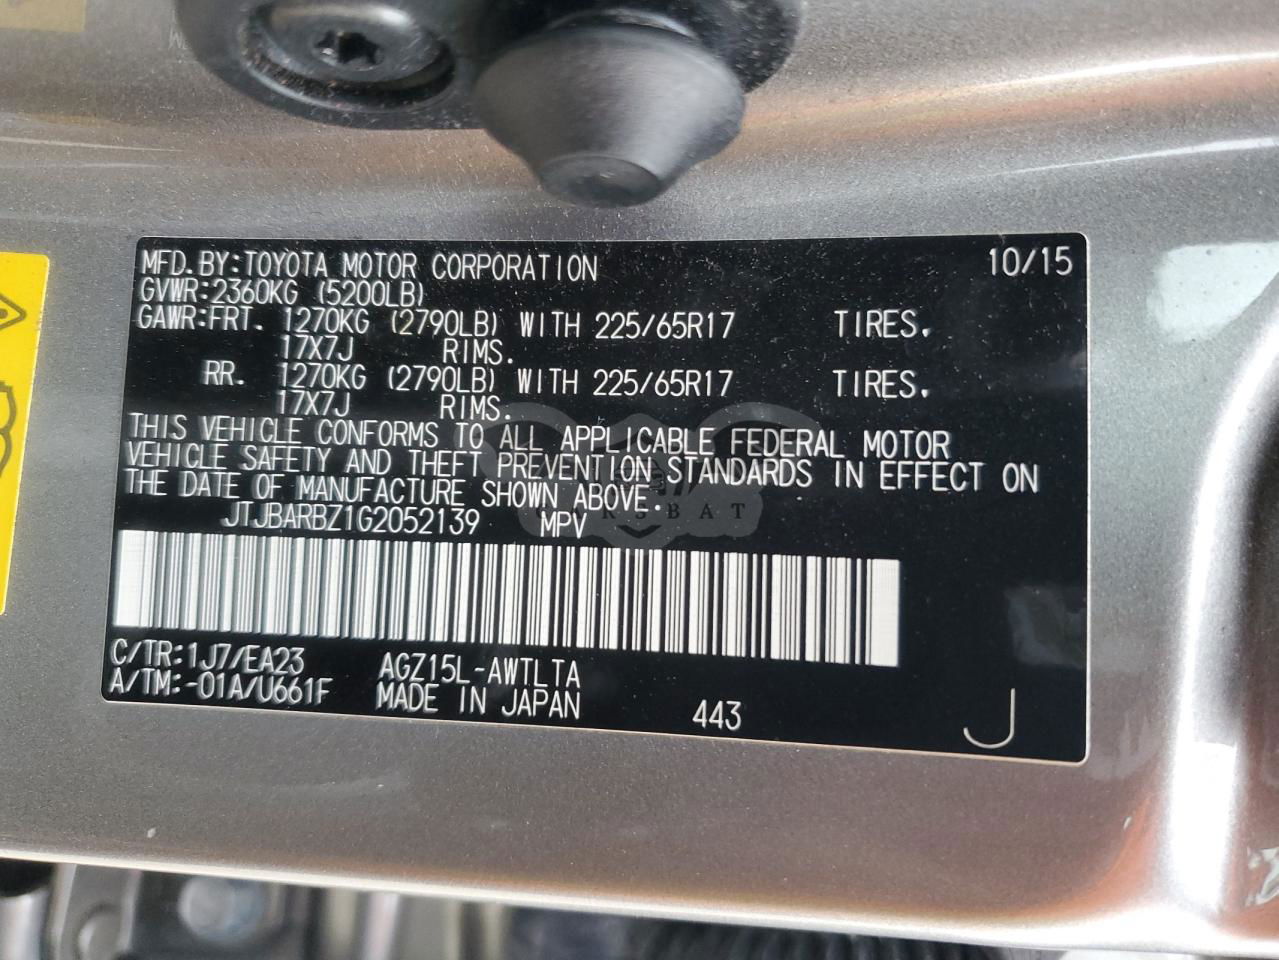 MFD.BY:TOYOTA MOTOR CORPORATION 10/15
GVWR:2360KG (5200LB)
GAWR:FRT. 1270KG (2790LB) WITH 225/65R17 TIRES.
17X7J RIMS.
RR. 1270KG (2790LB) WITH 225/65R17 TIRES.
17X7J RIMS.
THIS VEHICLE CONFORMS TO ALL APPLICABLE FEDERAL MOTOR
VEHICLE SAFETY AND THEFT PREVENTION STANDARDS IN EFFECT ON
THE DATE OF MANUFACTURE SHOWN ABOVE.
CARSBAT
JTJBARBZ1G2052139 MPV
C/TR:1J7/EA23 AGZ15L-AWTLTA
A/TM:-01A/U661F MADE IN JAPAN 443 J